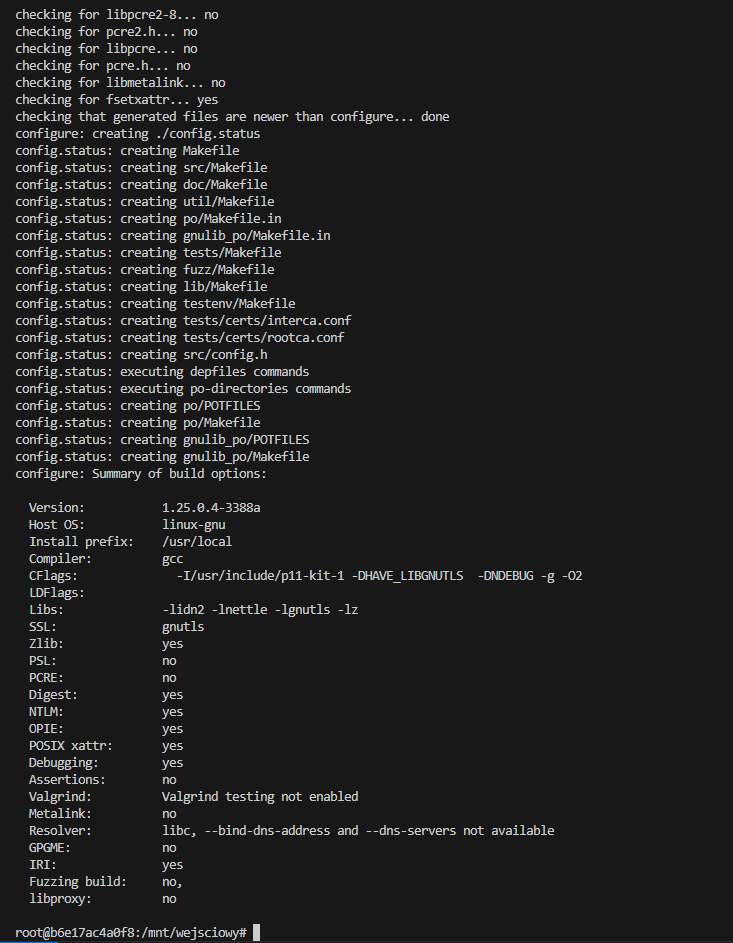 checking for libpcre2-8... no
checking for pcre2.h... no
checking for libpcre... no
checking for pcre.h... no
checking for libmetalink... no
checking for fsetxattr... yes
checking that generated files are newer than configure... done
configure: creating ./config.status
config.status: creating Makefile
config.status: creating src/Makefile
config.status: creating doc/Makefile
config.status: creating util/Makefile
config.status: creating po/Makefile.in
config.status: creating gnulib_po/Makefile.in
config.status: creating tests/Makefile
config.status: creating fuzz/Makefile
config.status: creating lib/Makefile
config.status: creating testenv/Makefile
config.status: creating tests/certs/interca.conf
config.status: creating tests/certs/rootca.conf
config.status: creating src/config.h
config.status: executing depfiles commands
config.status: executing po-directories commands
config.status: creating po/POTFILES
config.status: creating po/Makefile
config.status: creating gnulib_po/POTFILES
config.status: creating gnulib_po/Makefile
configure: Summary of build options:

  Version:           1.25.0.4-3388a
  Host OS:           linux-gnu
  Install prefix:    /usr/local
  Compiler:          gcc
  CFlags:              -I/usr/include/p11-kit-1 -DHAVE_LIBGNUTLS  -DNDEBUG -g -O2
  LDFlags:
  Libs:              -lidn2 -lnettle -lgnutls -lz
  SSL:               gnutls
  Zlib:              yes
  PSL:               no
  PCRE:              no
  Digest:            yes
  NTLM:              yes
  OPIE:              yes
  POSIX xattr:       yes
  Debugging:         yes
  Assertions:        no
  Valgrind:          Valgrind testing not enabled
  Metalink:          no
  Resolver:          libc, --bind-dns-address and --dns-servers not available
  GPGME:             no
  IRI:               yes
  Fuzzing build:     no,
  libproxy:          no

root@b6e17ac4a0f8:/mnt/wejsciowy#